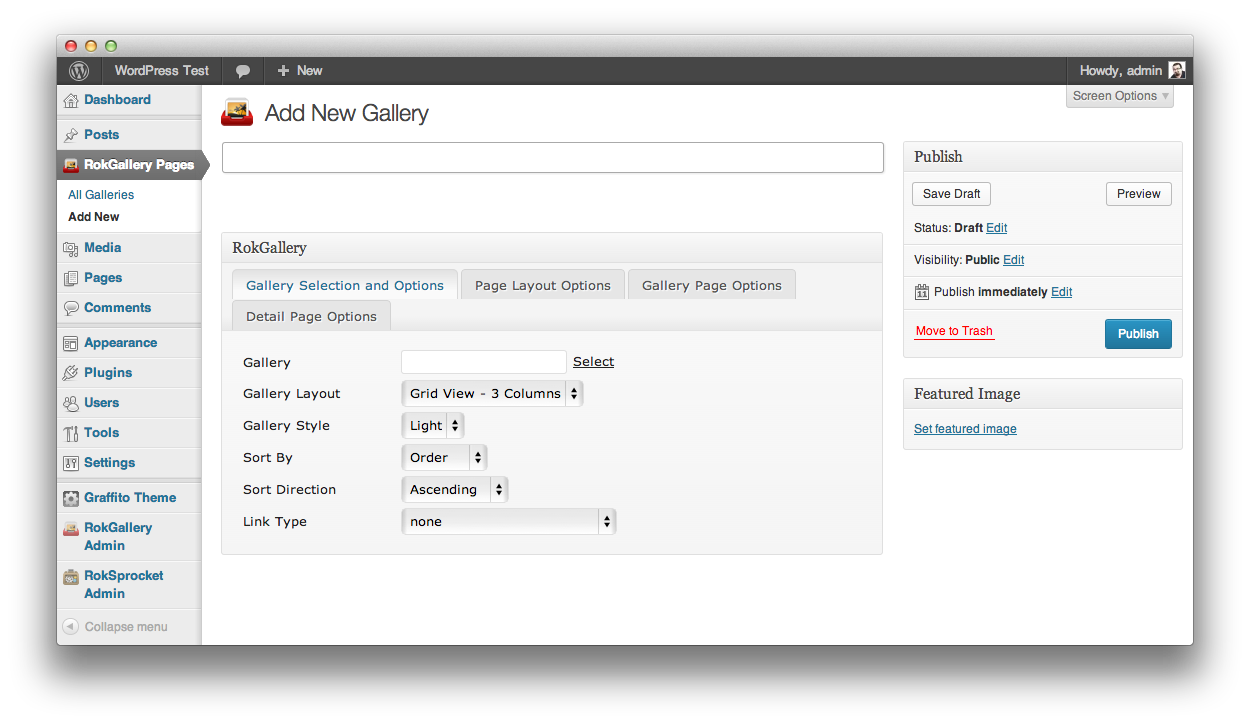 WordPress Test
New
Howdy, admin
Screen Options
Dashboard
Posts
RokGallery Pages
All Galleries
Add New
Media
Pages
Comments
Appearance
Plugins
Users
Tools
Settings
Graffito Theme
RokGallery
Admin
RokSprocket
Admin
Collapse menu
Add New Gallery
RokGallery
Gallery Selection and Options
Page Layout Options
Gallery Page Options
Detail Page Options
Gallery
Select
Gallery Layout
Grid View - 3 Columns
Gallery Style
Light
Sort By
Order
Sort Direction
Ascending
Link Type
none
Publish
Save Draft
Preview
Status: Draft Edit
Visibility: Public Edit
11
Publish immediately Edit
Move to Trash
Publish
Featured Image
Set featured image